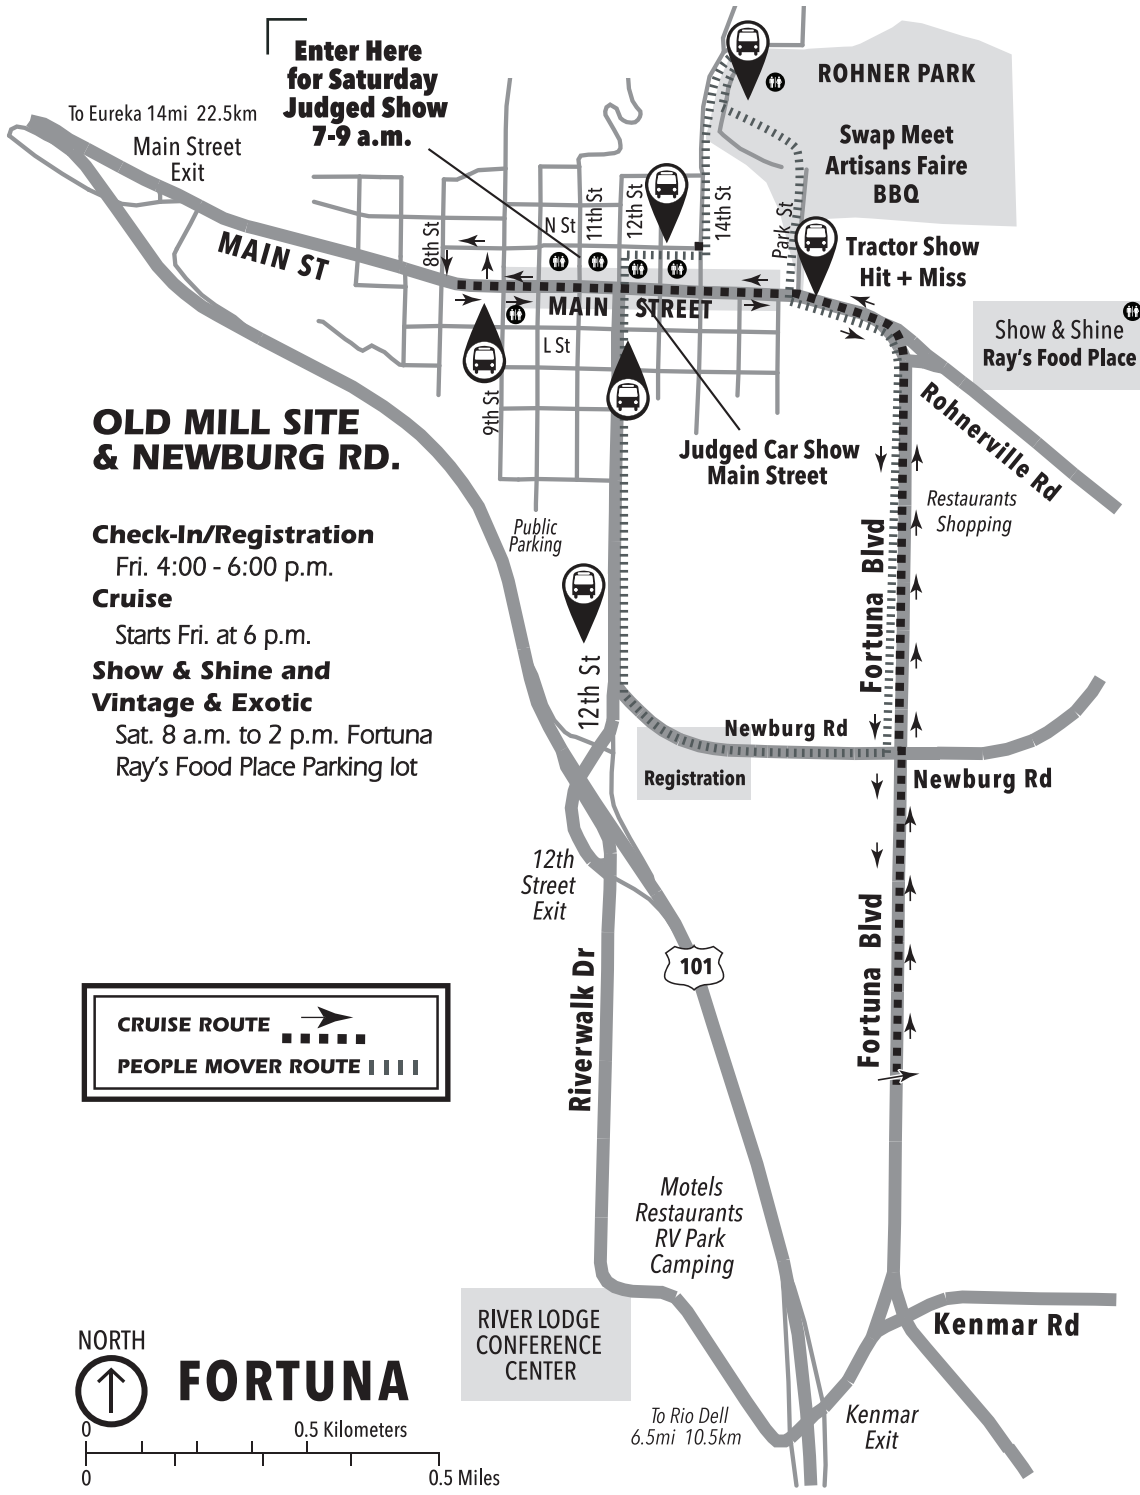 Enter Here
for Saturday
Judged Show
7-9 a.m.
ROHNER PARK
Swap Meet
Artisans Faire
BBQ
To Eureka 14mi 22.5km
Main Street
Exit
MAIN ST
8th St
N St
11th St
12th St
14th St
Park St
Tractor Show
Hit + Miss
MAIN STREET
L St
9th St
Show & Shine
Ray's Food Place
Rohnerville Rd
Judged Car Show
Main Street
OLD MILL SITE
& NEWBURG RD.
Check-In/Registration
Fri. 4:00 - 6:00 p.m.
Cruise
Starts Fri. at 6 p.m.
Show & Shine and
Vintage & Exotic
Sat. 8 a.m. to 2 p.m. Fortuna
Ray's Food Place Parking lot
Public
Parking
Restaurants
Shopping
Fortuna Blvd
12th St
Newburg Rd
Registration
Newburg Rd
12th
Street
Exit
Fortuna Blvd
101
Riverwalk Dr
CRUISE ROUTE
PEOPLE MOVER ROUTE
Motels
Restaurants
RV Park
Camping
RIVER LODGE
CONFERENCE
CENTER
Kenmar Rd
To Rio Dell
6.5mi 10.5km
Kenmar
Exit
NORTH
FORTUNA
0 0.5 Kilometers
0 0.5 Miles